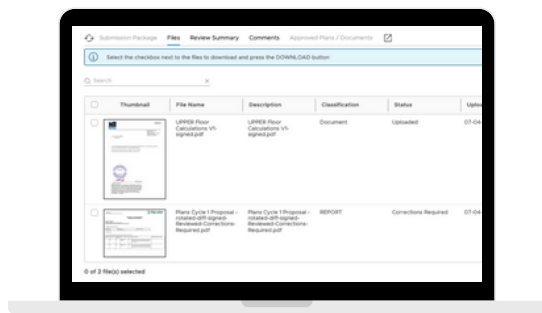 Submission Package Files Review Summary Comments Approved Plans / Documents
Select the checkbox next to the files to download and press the DOWNLOAD button
Search
Thumbnail File Name Description Classification Status Uploa
UPPER Floor UPPER Floor Document Uploaded 07-04
Calculations V1- Calculations V1-
signed.pdf signed.pdf
Plans Cycle 1 Proposal - Plans Cycle 1 Proposal - REPORT Corrections Required 07-04
rotated-diff-signed- rotated-diff-signed-
Reviewed-Corrections- Reviewed-Corrections-
Required.pdf Required.pdf
0 of 2 file(s) selected